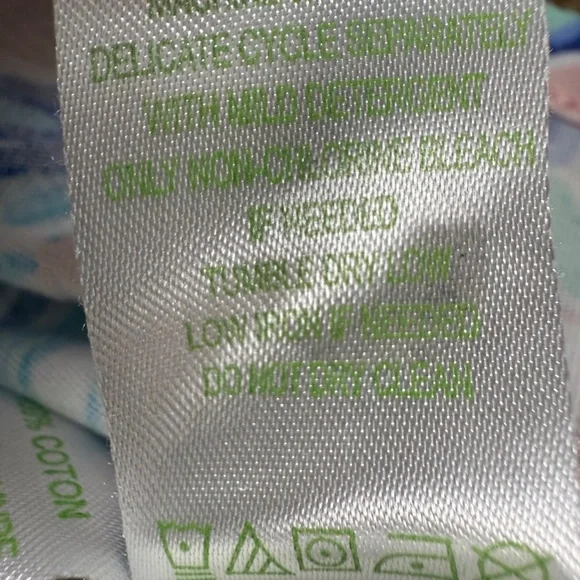 DELICATE CYCLE SEPARATELY
WITH MILD DETERGENT
ONLY NON-CHLORINE BLEACH
IF NEEDED
TUMBLE DRY LOW
LOW IRON IF NEEDED
DO NOT DRY CLEAN
COTON